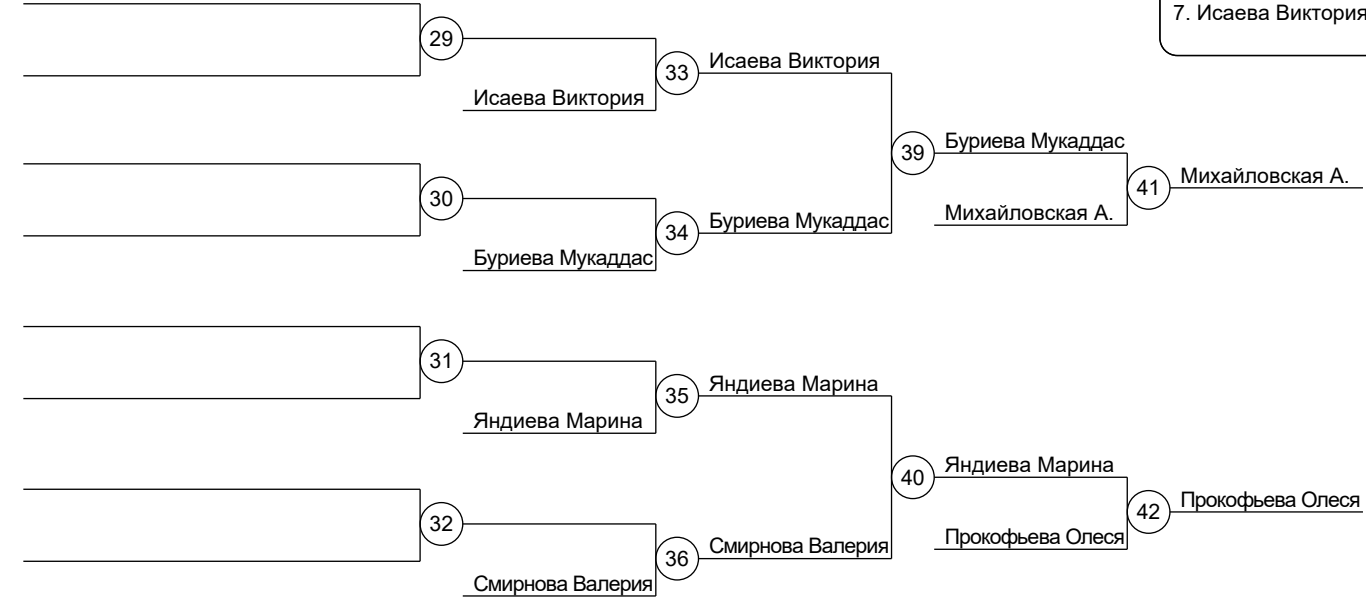 7. Исаева Виктория
29
33
Исаева Виктория
Исаева Виктория
39
Буриева Мукаддас
41
Михайловская А.
30
34
Буриева Мукаддас
Михайловская А.
Буриева Мукаддас
31
35
Яндиева Марина
Яндиева Марина
40
Яндиева Марина
42
Прокофьева Олеся
32
36
Смирнова Валерия
Прокофьева Олеся
Смирнова Валерия